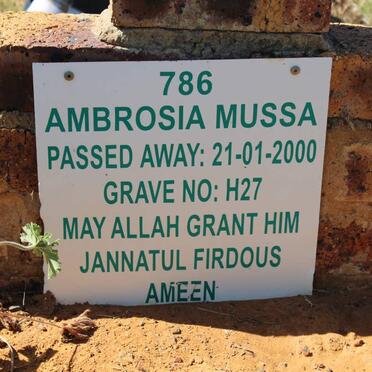 786
AMBROSIA MUSSA
PASSED AWAY: 21-01-2000
GRAVE NO: H27
MAY ALLAH GRANT HIM
JANNATUL FIRDOUS
AMEEN